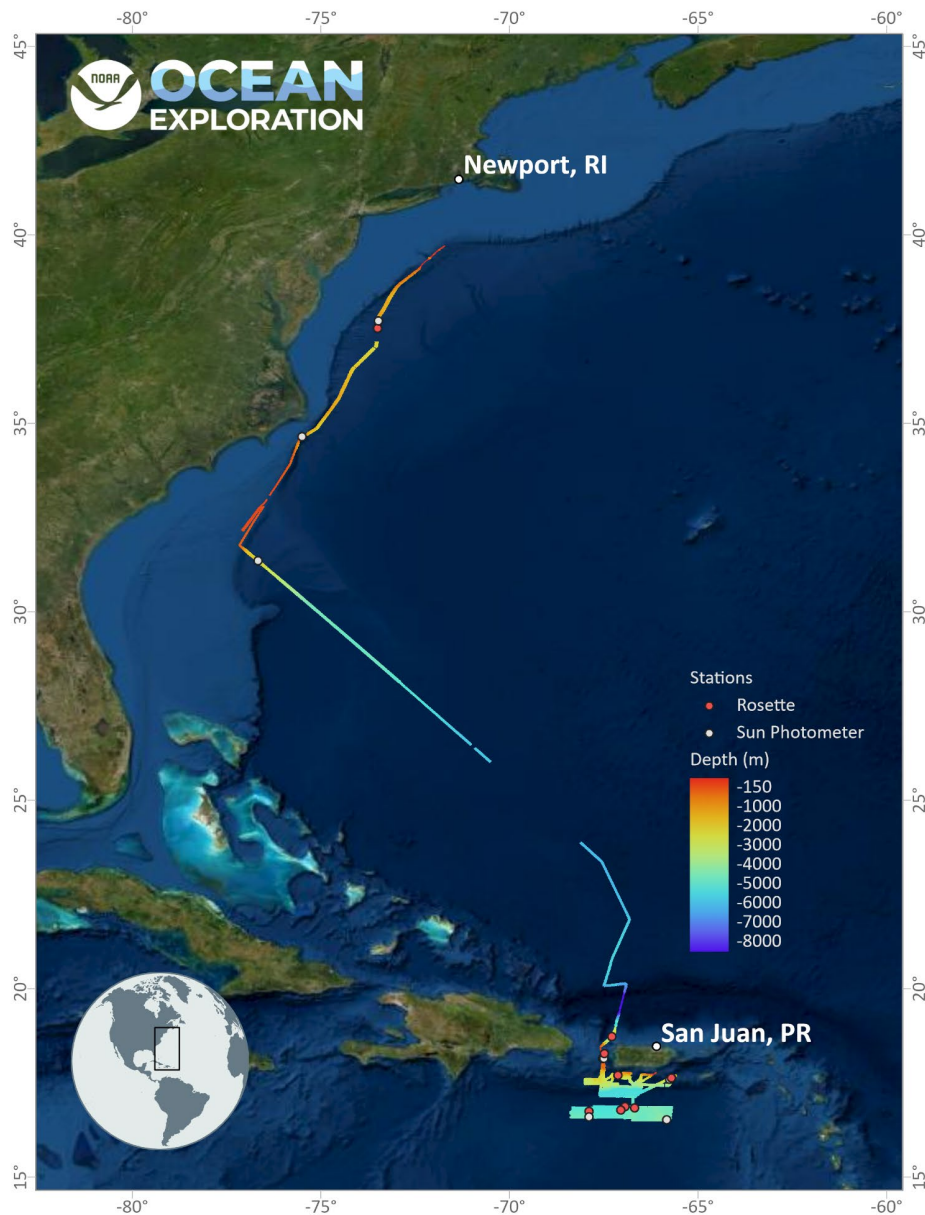 -80° -75° -70° -65° -60°
45° 45°
NOAA
OCEAN
EXPLORATION
Newport, RI
40° 40°
35° 35°
30° 30°
Stations
Rosette
Sun Photometer
Depth (m)
-150
-1000
-2000
-3000
-4000
-5000
-6000
-7000
-8000
25° 25°
20° 20°
San Juan, PR
15° 15°
-80° -75° -70° -65° -60°